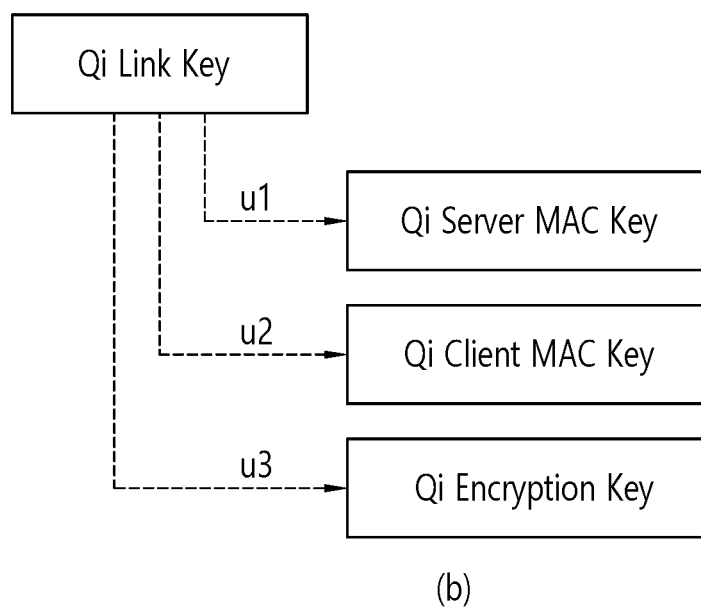 Qi Link Key
u1
Qi Server MAC Key
u2
Qi Client MAC Key
u3
Qi Encryption Key
(b)